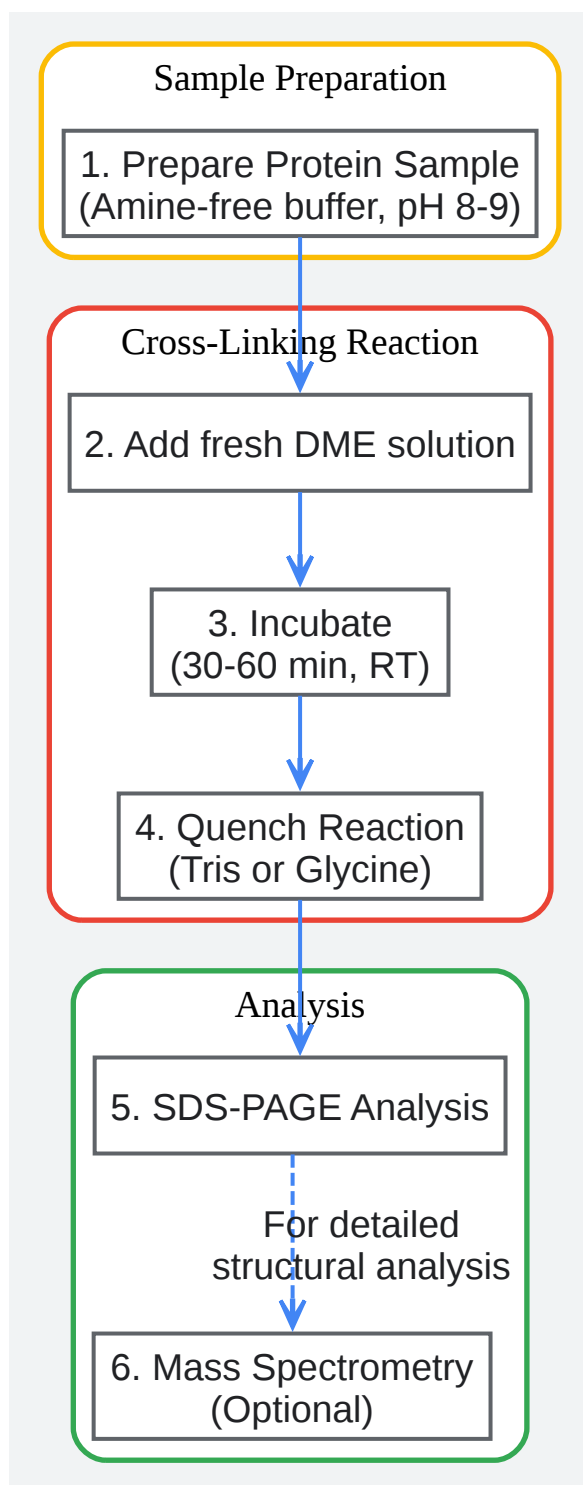 Sample Preparation
1. Prepare Protein Sample
(Amine-free buffer, pH 8-9)
Cross-Linking Reaction
2. Add fresh DME solution
3. Incubate
(30-60 min, RT)
4. Quench Reaction
(Tris or Glycine)
Analysis
5. SDS-PAGE Analysis
For detailed
structural analysis
6. Mass Spectrometry
(Optional)